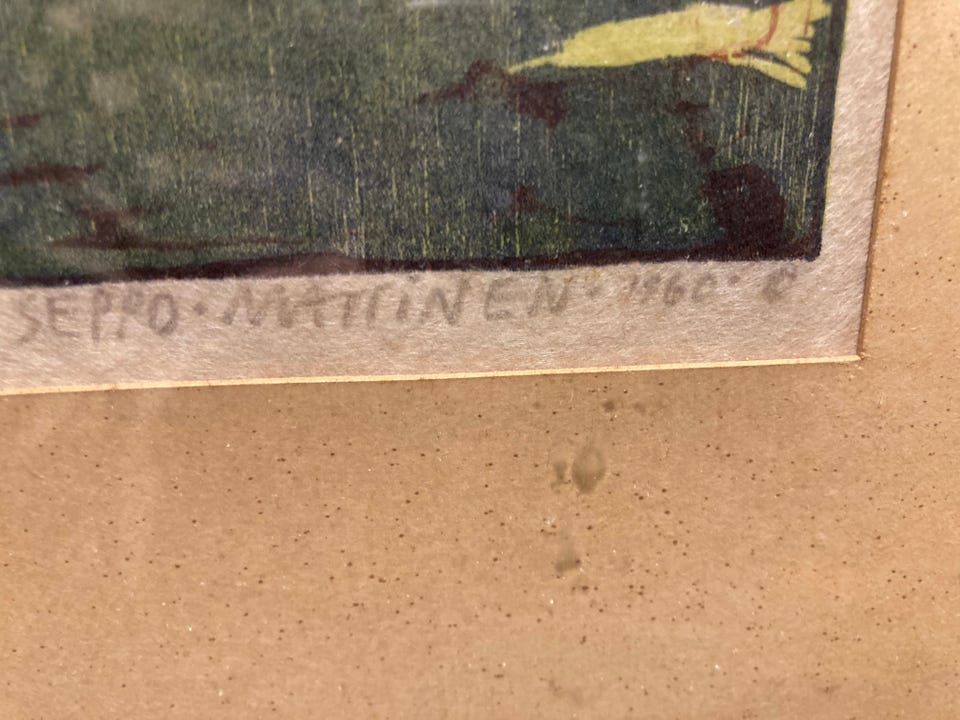 SEPPO · MATTINEN · 1960 ·